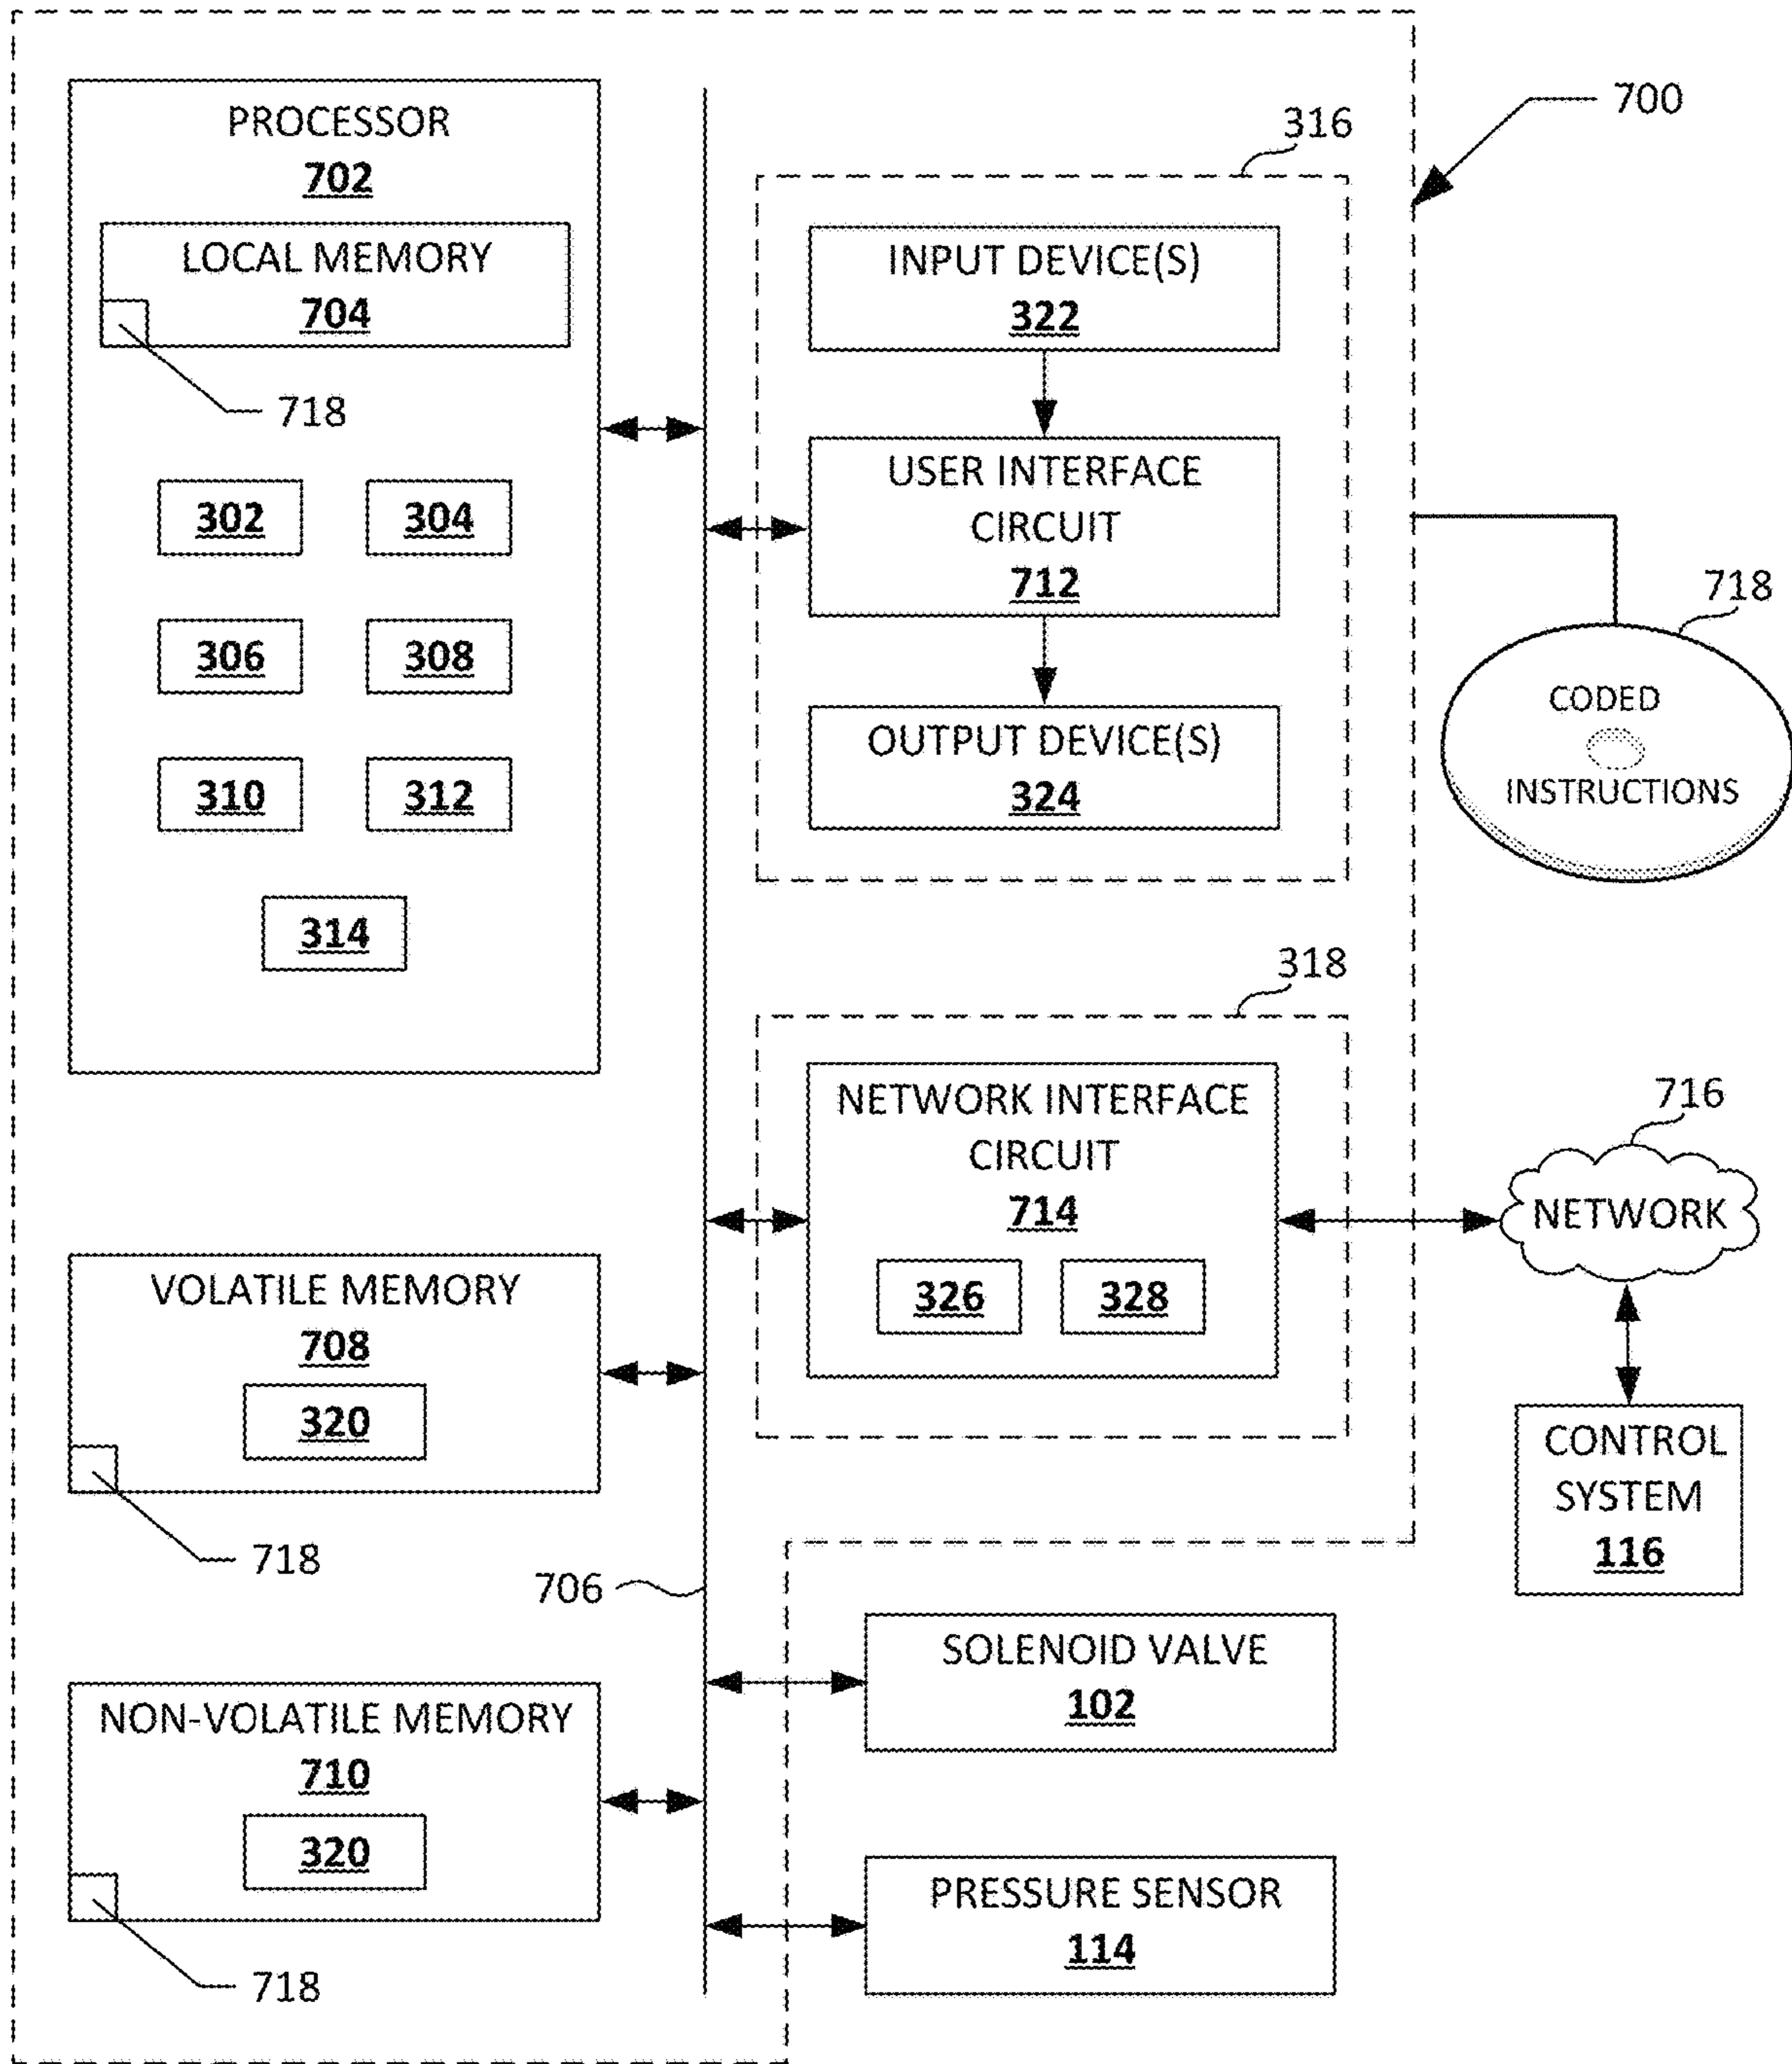 700
PROCESSOR
702
LOCAL MEMORY
704
718
302
304
306
308
310
312
314
316
INPUT DEVICE(S)
322
USER INTERFACE
CIRCUIT
712
OUTPUT DEVICE(S)
324
718
CODED
INSTRUCTIONS
318
NETWORK INTERFACE
CIRCUIT
714
326
328
716
NETWORK
CONTROL
SYSTEM
116
VOLATILE MEMORY
708
320
718
706
NON-VOLATILE MEMORY
710
320
718
SOLENOID VALVE
102
PRESSURE SENSOR
114